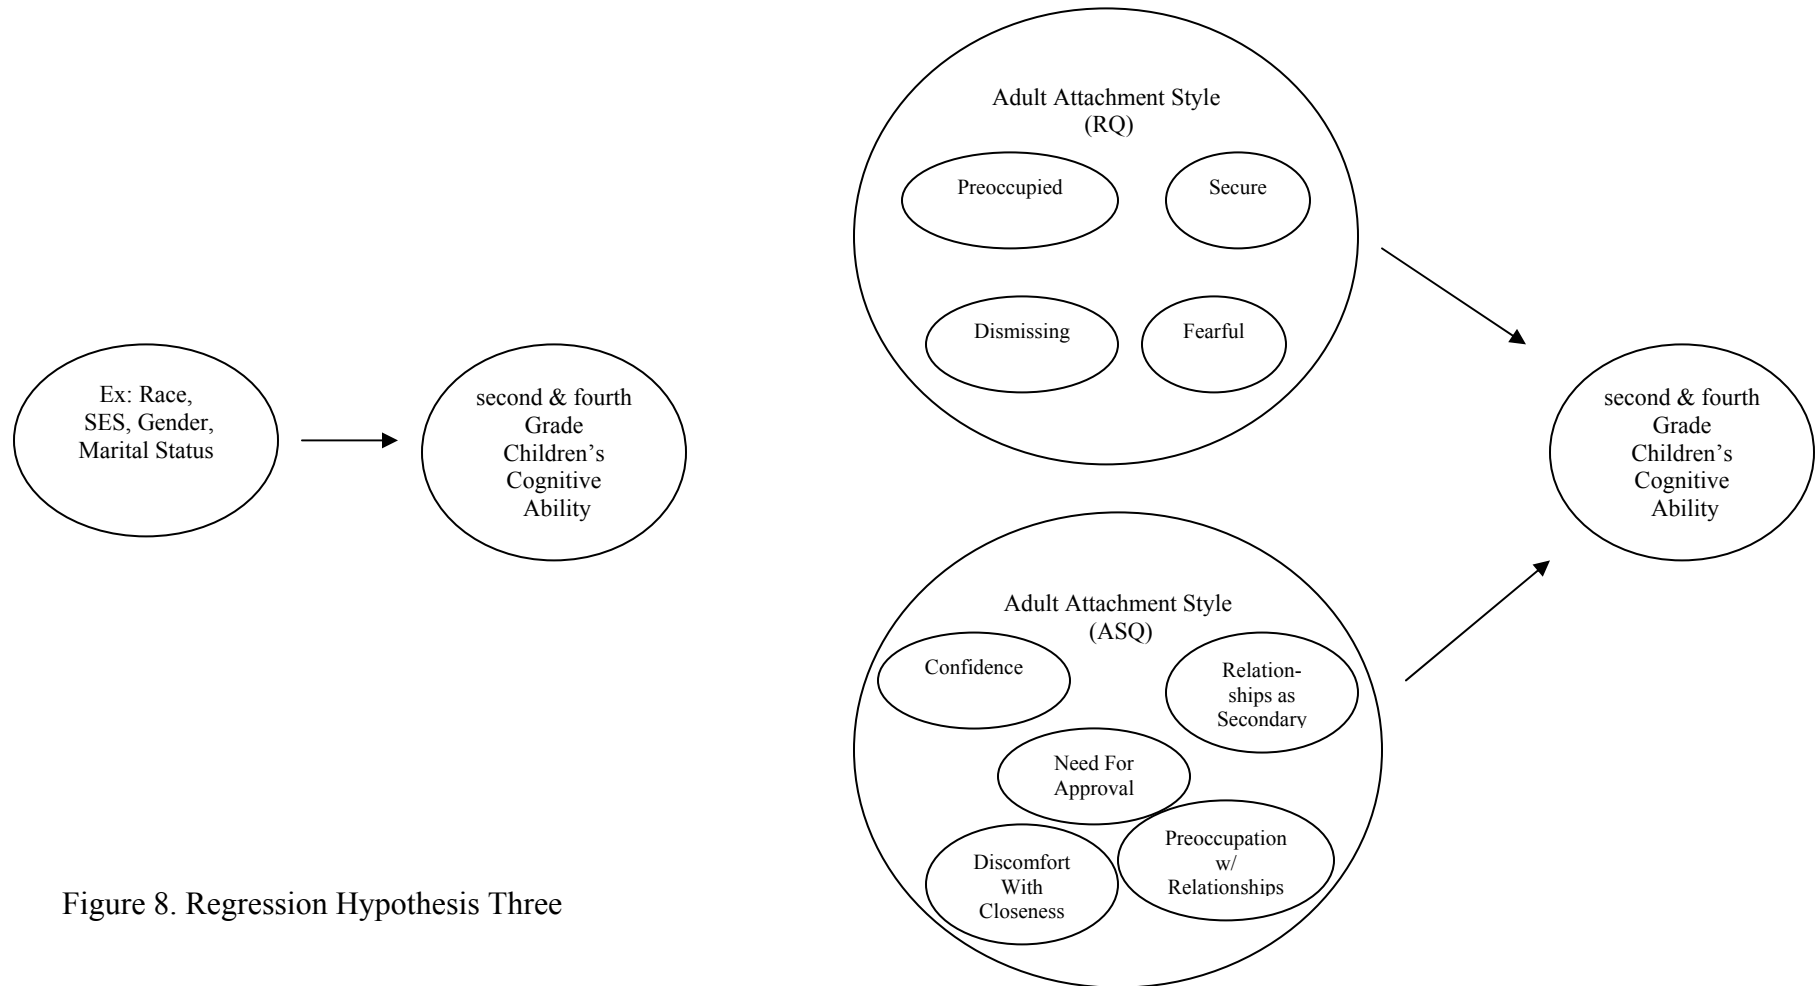 Adult Attachment Style
(RQ)
Preoccupied
Secure
Dismissing
Fearful
Ex: Race,
SES, Gender,
Marital Status
second & fourth
Grade
Children’s
Cognitive
Ability
second & fourth
Grade
Children’s
Cognitive
Ability
Adult Attachment Style
(ASQ)
Confidence
Relation-
ships as
Secondary
Need For
Approval
Discomfort
With
Closeness
Preoccupation
w/
Relationships
Figure 8. Regression Hypothesis Three